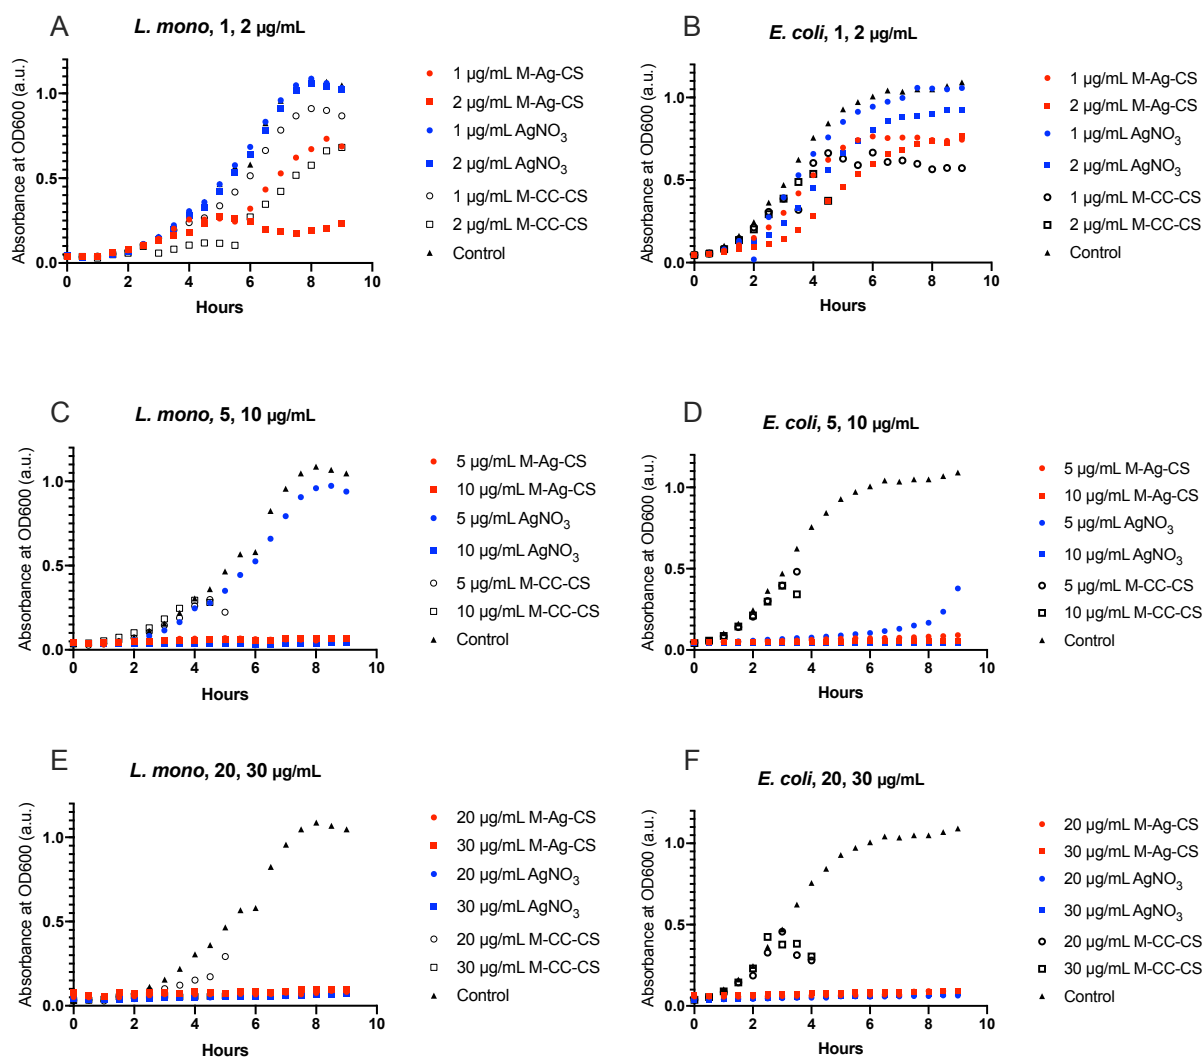 A
L. mono, 1, 2 µg/mL
Absorbance at OD600 (a.u.)
1.0
0.5
0.0
0 2 4 6 8 10
Hours
1 µg/mL M-Ag-CS
2 µg/mL M-Ag-CS
1 µg/mL AgNO3
2 µg/mL AgNO3
1 µg/mL M-CC-CS
2 µg/mL M-CC-CS
Control
B
E. coli, 1, 2 µg/mL
Absorbance at OD600 (a.u.)
1.0
0.5
0.0
0 2 4 6 8 10
Hours
1 µg/mL M-Ag-CS
2 µg/mL M-Ag-CS
1 µg/mL AgNO3
2 µg/mL AgNO3
1 µg/mL M-CC-CS
2 µg/mL M-CC-CS
Control
C
L. mono, 5, 10 µg/mL
Absorbance at OD600 (a.u.)
1.0
0.5
0.0
0 2 4 6 8 10
Hours
5 µg/mL M-Ag-CS
10 µg/mL M-Ag-CS
5 µg/mL AgNO3
10 µg/mL AgNO3
5 µg/mL M-CC-CS
10 µg/mL M-CC-CS
Control
D
E. coli, 5, 10 µg/mL
Absorbance at OD600 (a.u.)
1.0
0.5
0.0
0 2 4 6 8 10
Hours
5 µg/mL M-Ag-CS
10 µg/mL M-Ag-CS
5 µg/mL AgNO3
10 µg/mL AgNO3
5 µg/mL M-CC-CS
10 µg/mL M-CC-CS
Control
E
L. mono, 20, 30 µg/mL
Absorbance at OD600 (a.u.)
1.0
0.5
0.0
0 2 4 6 8 10
Hours
20 µg/mL M-Ag-CS
30 µg/mL M-Ag-CS
20 µg/mL AgNO3
30 µg/mL AgNO3
20 µg/mL M-CC-CS
30 µg/mL M-CC-CS
Control
F
E. coli, 20, 30 µg/mL
Absorbance at OD600 (a.u.)
1.0
0.5
0.0
0 2 4 6 8 10
Hours
20 µg/mL M-Ag-CS
30 µg/mL M-Ag-CS
20 µg/mL AgNO3
30 µg/mL AgNO3
20 µg/mL M-CC-CS
30 µg/mL M-CC-CS
Control